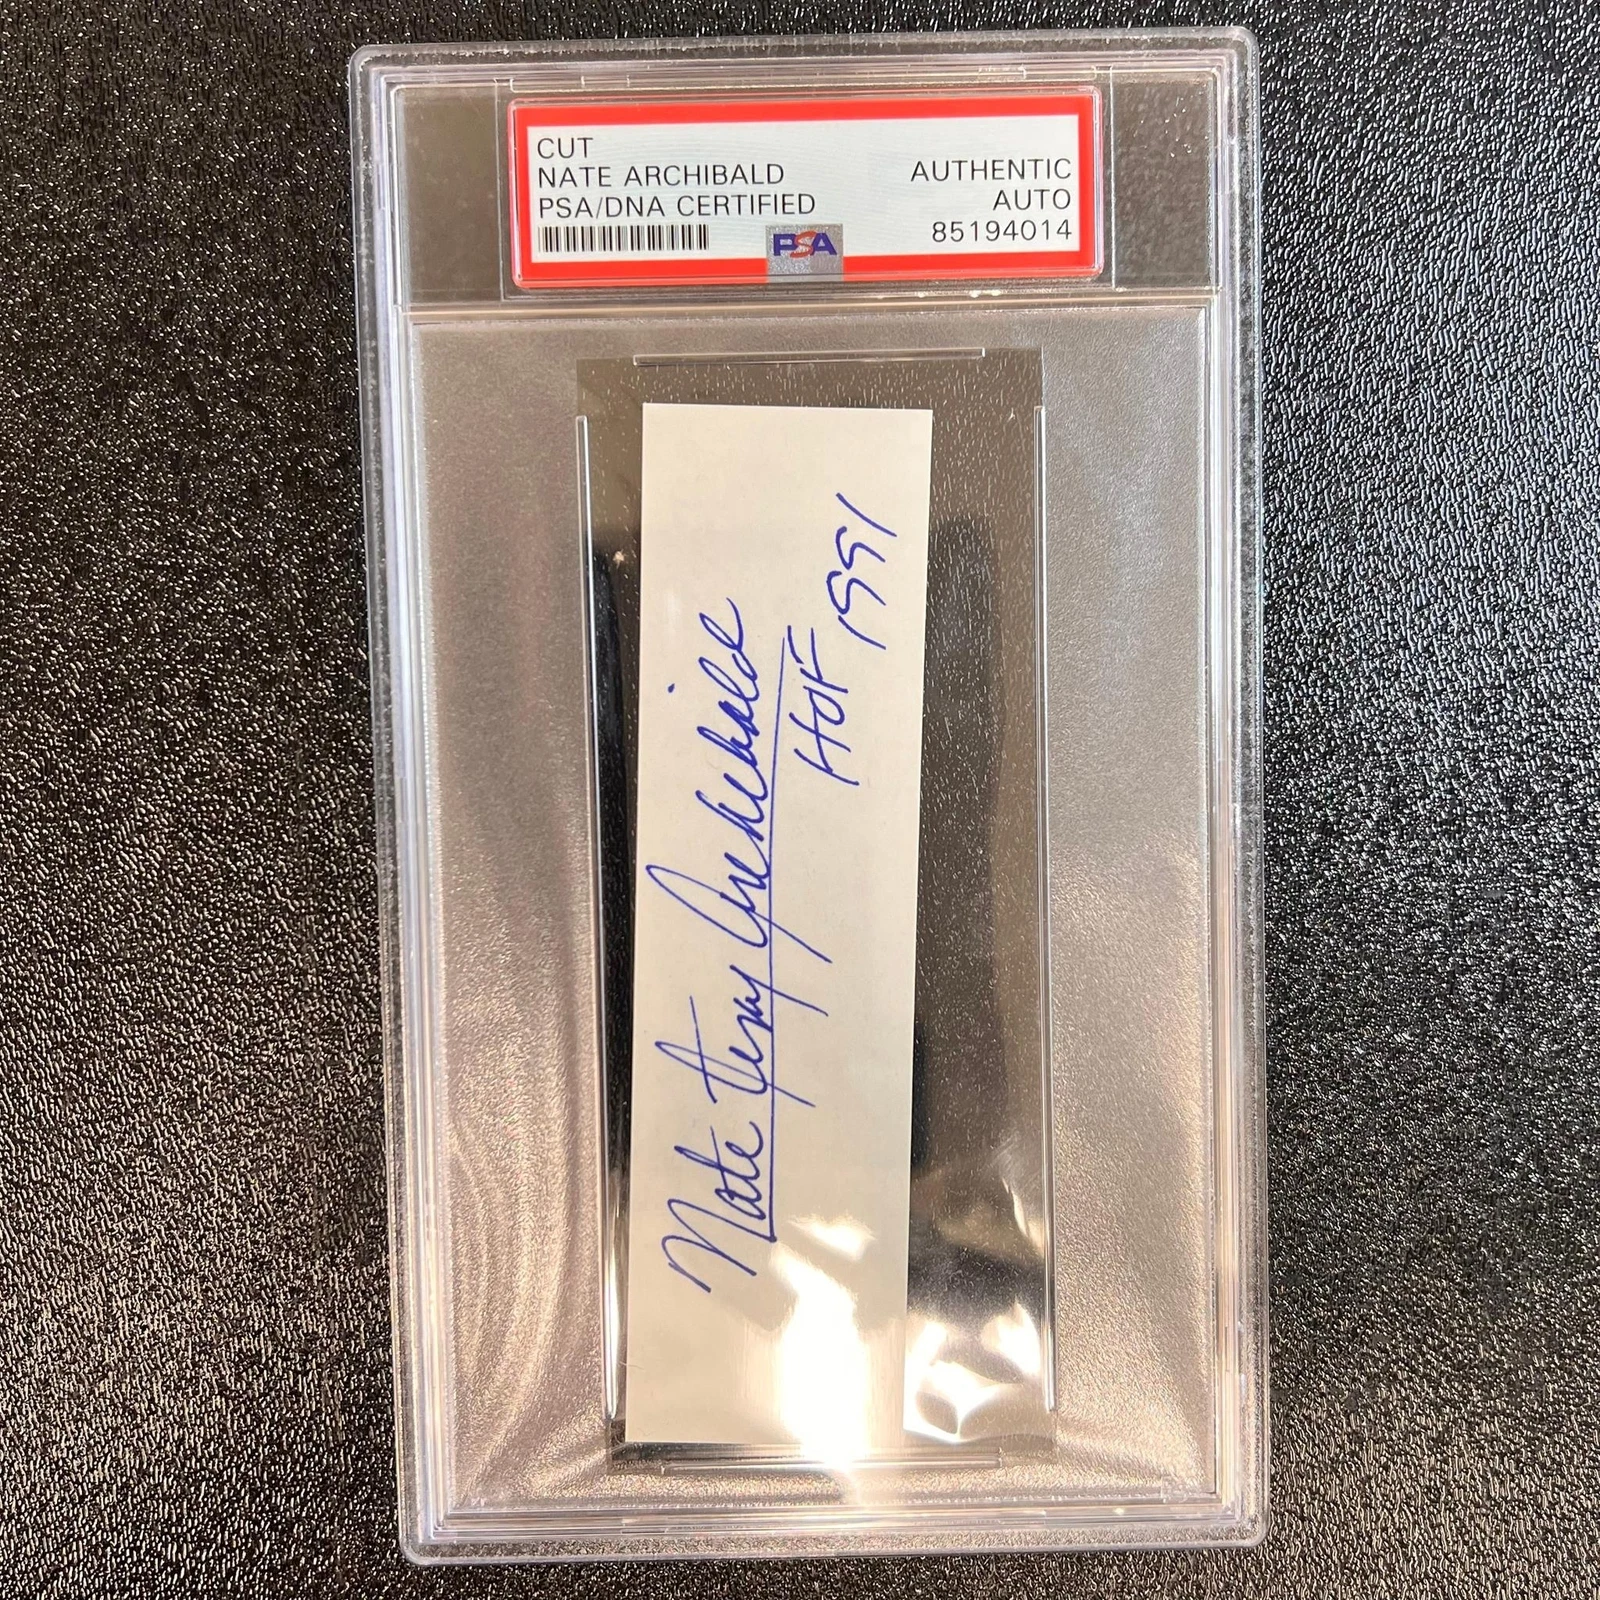 CUT
NATE ARCHIBALD
PSA/DNA CERTIFIED
AUTHENTIC
AUTO
85194014
PSA
Nate Tiny Archibald
HOF 1991